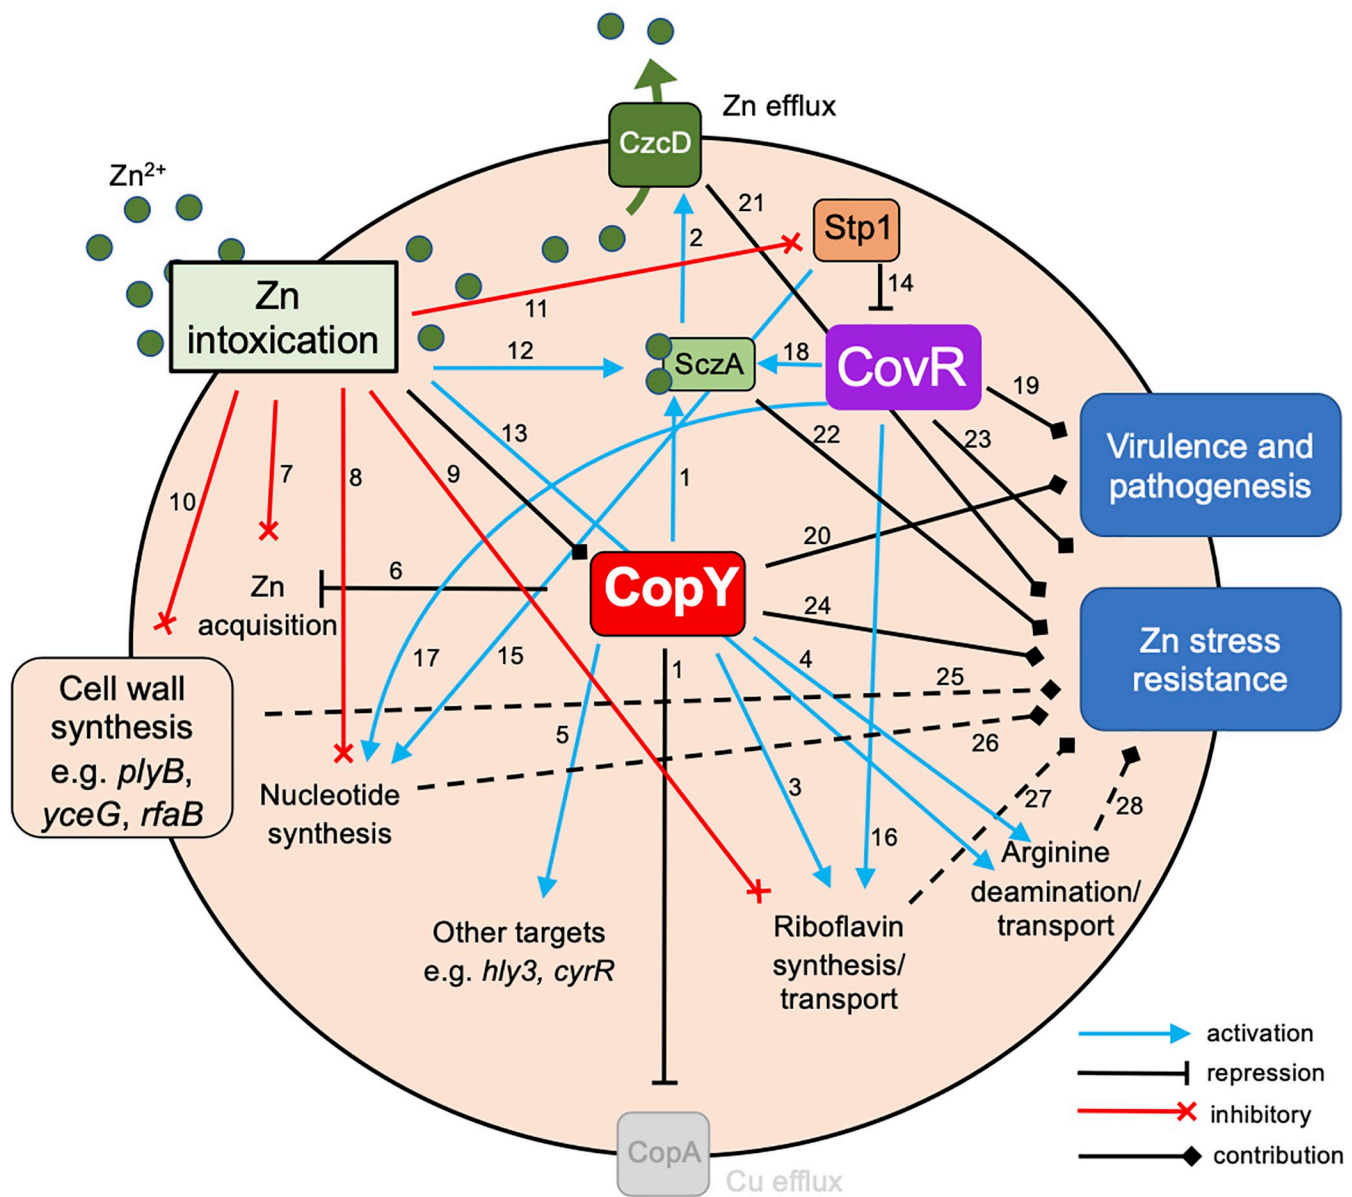 Zn efflux
CzcD
Zn2+
21
Stp1
2
14
Zn
intoxication
11
12
SczA
18
CovR
19
13
22
23
Virulence and
pathogenesis
10
7
8
9
1
20
6
Zn
acquisition
CopY
24
Zn stress
resistance
17
15
1
4
25
Cell wall
synthesis
e.g. plyB,
yceG, rfaB
5
26
Nucleotide
synthesis
3
16
27
28
Arginine
deamination/
transport
Other targets
e.g. hly3, cyrR
Riboflavin
synthesis/
transport
activation
repression
inhibitory
contribution
CopA
Cu efflux